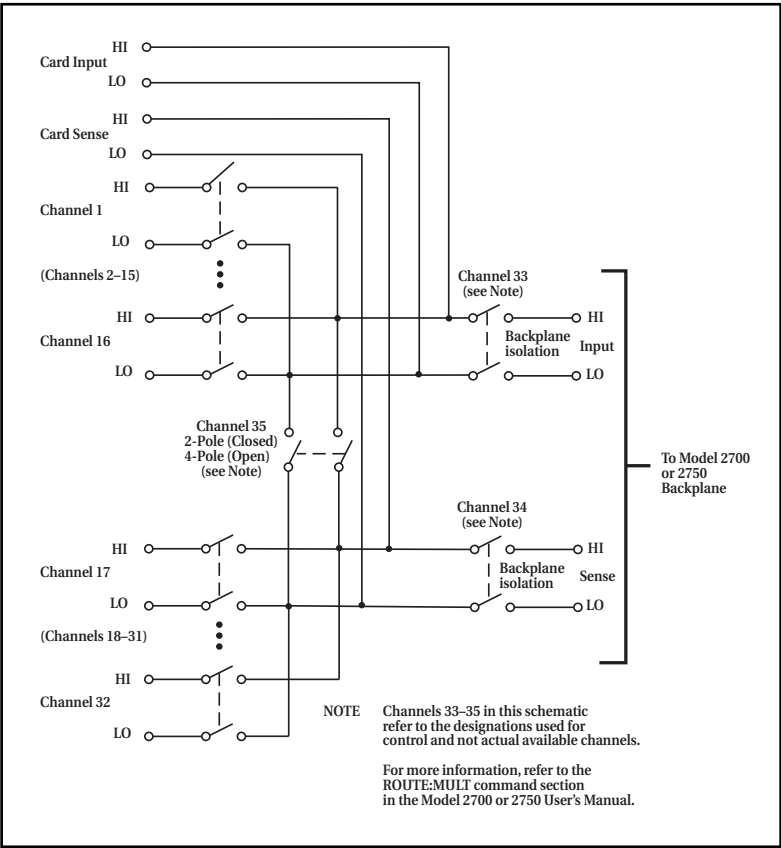 HI
Card Input
LO
HI
Card Sense
LO
HI
Channel 1
LO
(Channels 2–15)
HI
Channel 16
LO
Channel 33
(see Note)
Backplane
isolation
HI
Input
LO
Channel 35
2-Pole (Closed)
4-Pole (Open)
(see Note)
To Model 2700
or 2750
Backplane
Channel 34
(see Note)
HI
Channel 17
LO
Backplane
isolation
HI
Sense
LO
(Channels 18–31)
HI
Channel 32
LO
NOTE Channels 33–35 in this schematic
refer to the designations used for
control and not actual available channels.
For more information, refer to the
ROUTE:MULT command section
in the Model 2700 or 2750 User's Manual.